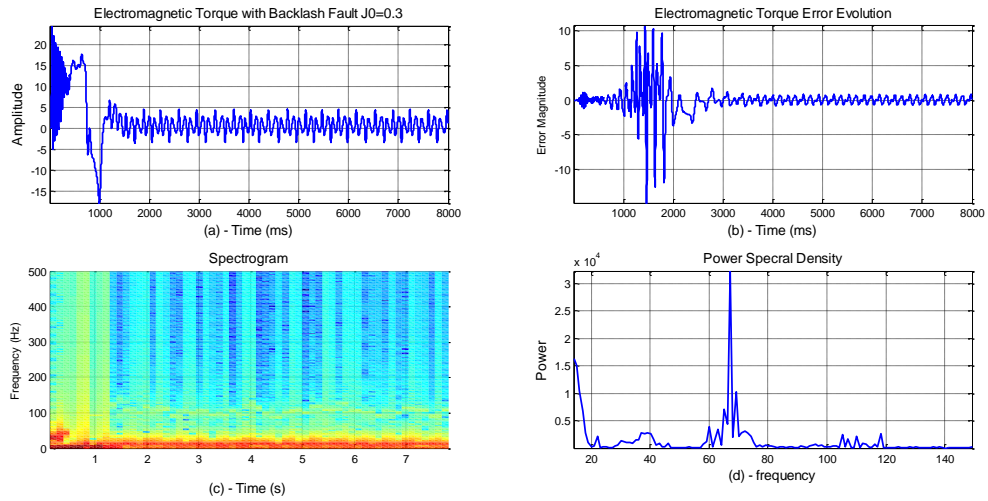 Electromagnetic Torque with Backlash Fault J0=0.3
20
15
10
5
0
-5
-10
-15
Amplitude
1000 2000 3000 4000 5000 6000 7000 8000
(a) - Time (ms)
Electromagnetic Torque Error Evolution
10
5
0
-5
-10
Error Magnitude
1000 2000 3000 4000 5000 6000 7000 8000
(b) - Time (ms)
Spectrogram
500
400
300
200
100
0
Frequency (Hz)
1 2 3 4 5 6 7
(c) - Time (s)
Power Specral Density
x 10^4
3
2.5
2
1.5
1
0.5
Power
20 40 60 80 100 120 140
(d) - frequency